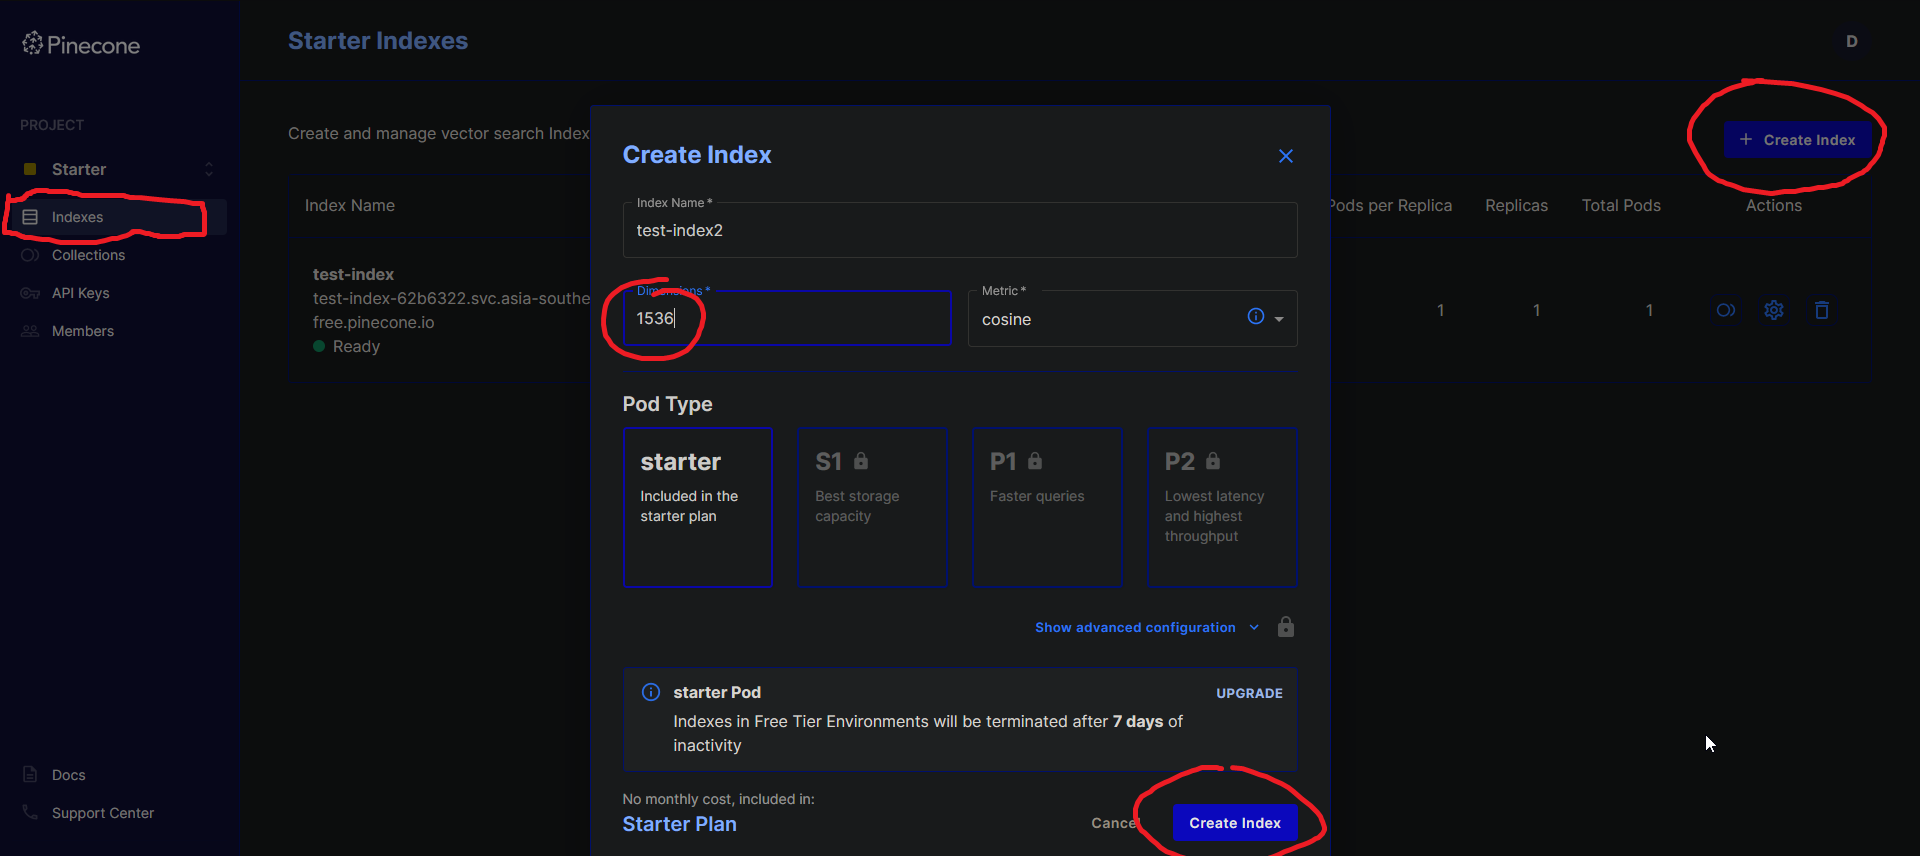 Pinecone
PROJECT
Starter
Indexes
Collections
API Keys
Members
Docs
Support Center
Starter Indexes
D
Create and manage vector search Index
+ Create Index
Index Name
Pods per Replica
Replicas
Total Pods
Actions
test-index
test-index-62b6322.svc.asia-southe
free.pinecone.io
Ready
1
1
1
Create Index
Index Name *
test-index2
Dimensions *
1536
Metric *
cosine
Pod Type
starter
Included in the
starter plan
S1
Best storage
capacity
P1
Faster queries
P2
Lowest latency
and highest
throughput
Show advanced configuration
starter Pod
UPGRADE
Indexes in Free Tier Environments will be terminated after 7 days of
inactivity
No monthly cost, included in:
Starter Plan
Cancel
Create Index